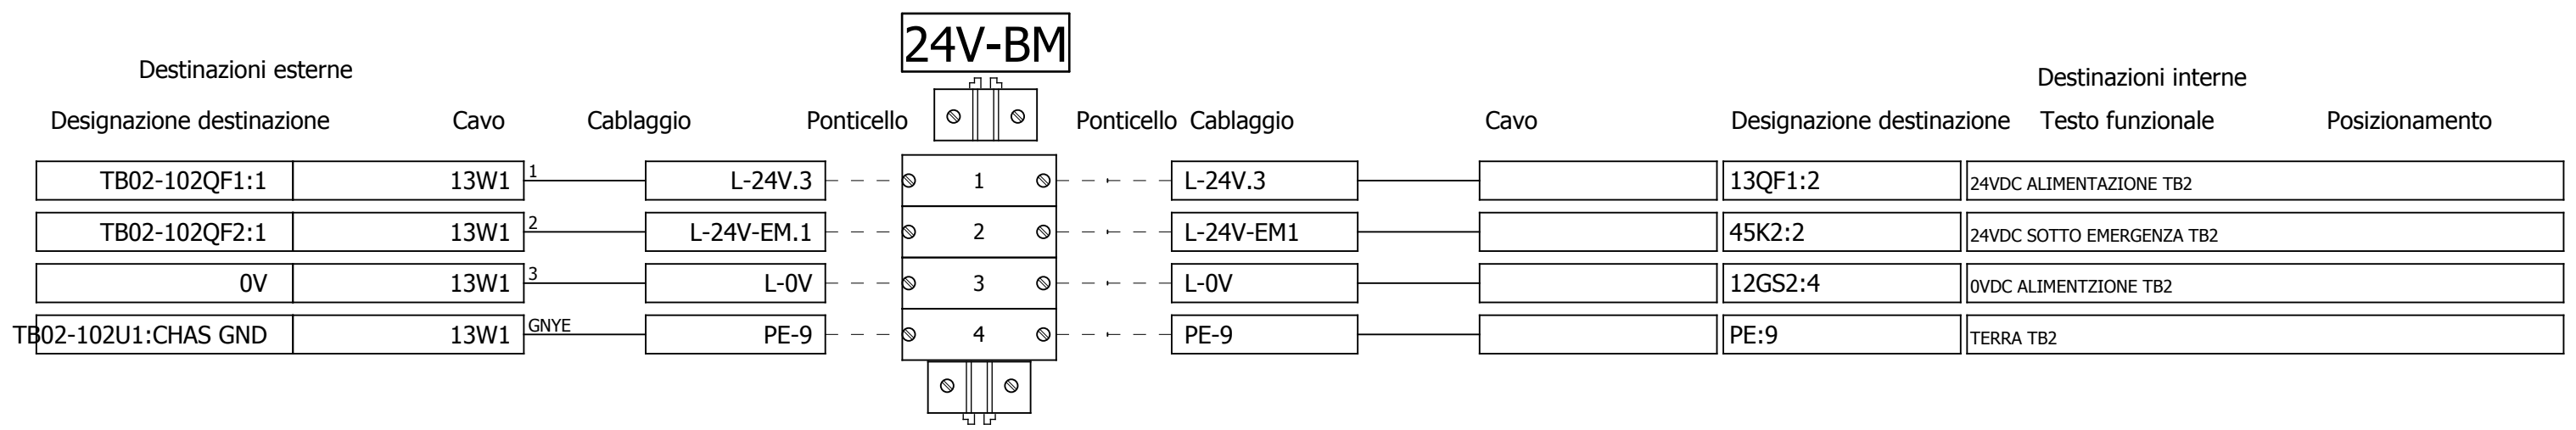 24V-BM
Destinazioni esterne
Destinazioni interne
Designazione destinazione Cavo Cablaggio Ponticello Ponticello Cablaggio Cavo Designazione destinazione Testo funzionale Posizionamento
TB02-102QF1:1 13W1 1 L-24V.3 1 L-24V.3 13QF1:2 24VDC ALIMENTAZIONE TB2
TB02-102QF2:1 13W1 2 L-24V-EM.1 2 L-24V-EM1 45K2:2 24VDC SOTTO EMERGENZA TB2
0V 13W1 3 L-0V 3 L-0V 12GS2:4 0VDC ALIMENTZIONE TB2
TB02-102U1:CHAS GND 13W1 GNYE PE-9 4 PE-9 PE:9 TERRA TB2